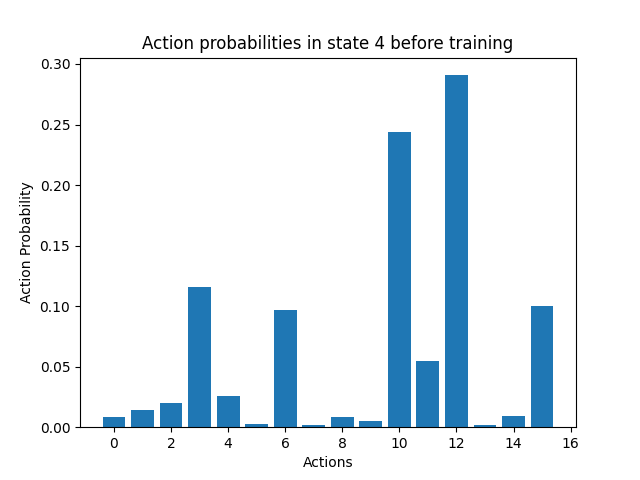 Action probabilities in state 4 before training
0.30
0.25
0.20
0.15
0.10
0.05
0.00
Action Probability
0 2 4 6 8 10 12 14 16
Actions